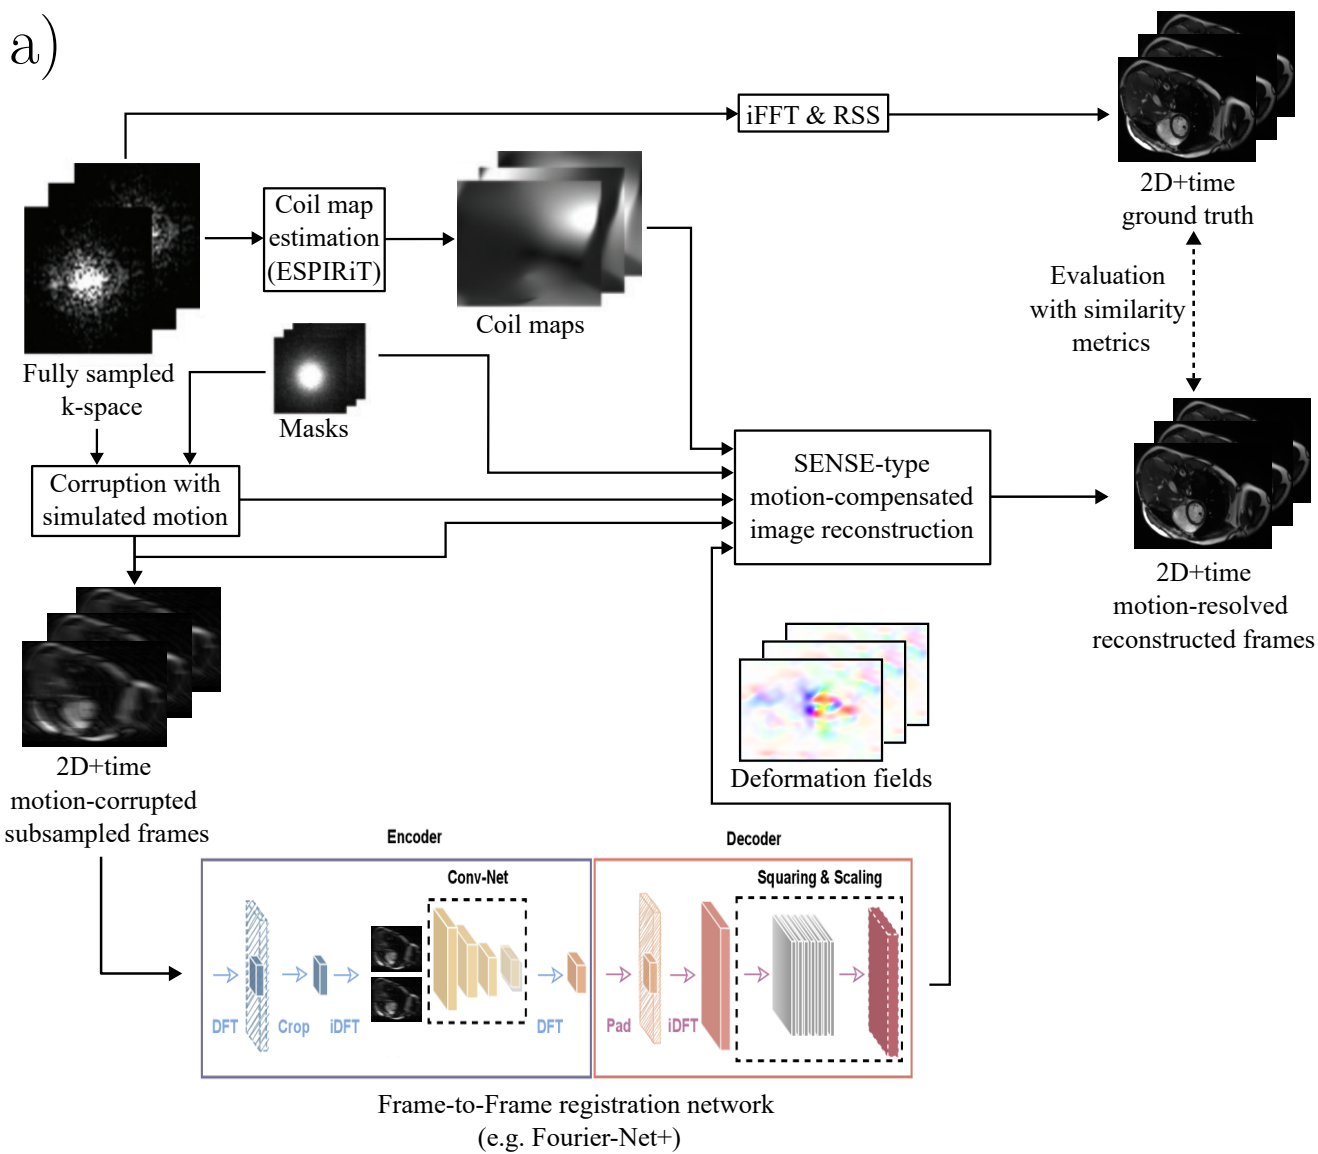 a)
iFFT & RSS
2D+time
ground truth
Coil map
estimation
(ESPIRiT)
Coil maps
Evaluation
with similarity
metrics
Fully sampled
k-space
Masks
Corruption with
simulated motion
SENSE-type
motion-compensated
image reconstruction
2D+time
motion-resolved
reconstructed frames
2D+time
motion-corrupted
subsampled frames
Deformation fields
Encoder
Decoder
Conv-Net
Squaring & Scaling
DFT
Crop
iDFT
DFT
Pad
iDFT
Frame-to-Frame registration network
(e.g. Fourier-Net+)